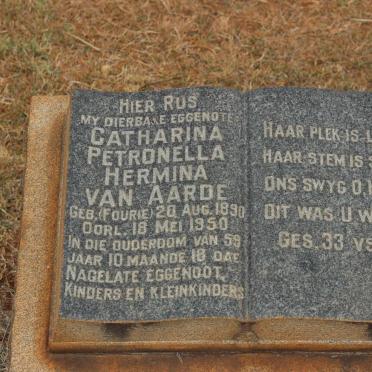 HIER RUS
MY DIERBARE EGGENOTE
CATHARINA
PETRONELLA
HERMINA
VAN AARDE
GEB. (FOURIE) 20 AUG. 1890
OORL. 18 MEI 1950
IN DIE OUDERDOM VAN 59
JAAR 10 MAANDE 18 DAE
NAGELATE EGGENOOT,
KINDERS EN KLEINKINDERS
HAAR PLEK IS L
HAAR STEM IS S
ONS SWYG O
DIT WAS U W
GES. 33 VS